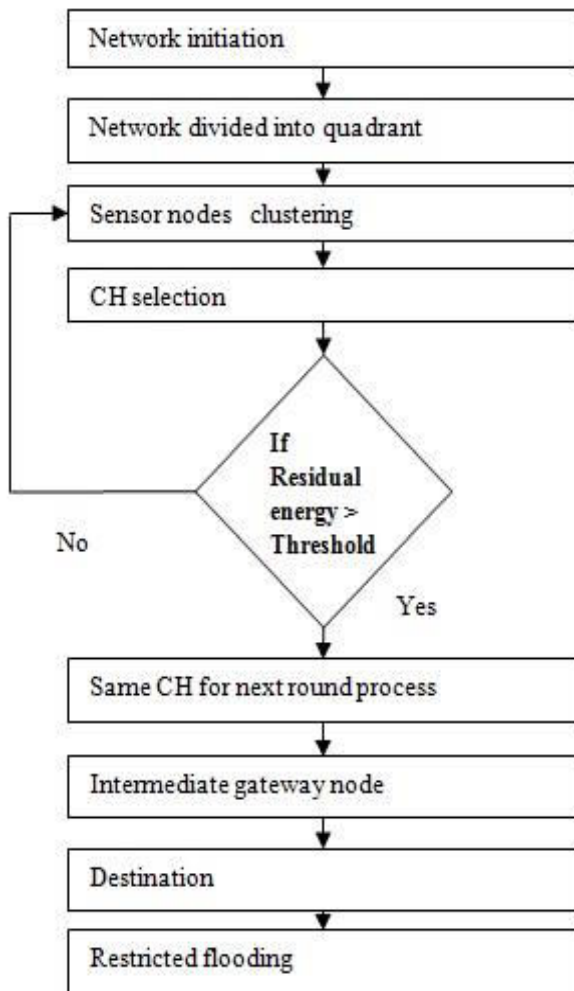 Network initiation
Network divided into quadrant
Sensor nodes clustering
CH selection
If
Residual
energy >
Threshold
No
Yes
Same CH for next round process
Intermediate gateway node
Destination
Restricted flooding